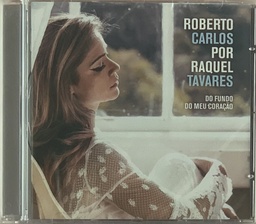 ROBERTO
CARLOS
POR
RAQUEL
TAVARES
DO FUNDO
DO MEU CORAÇÃO